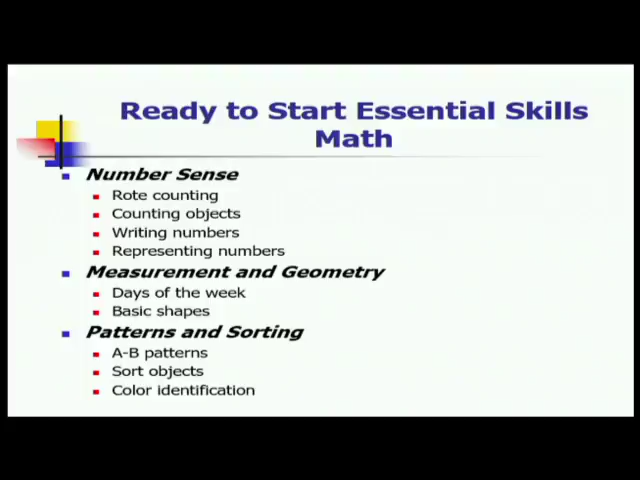 Ready to Start Essential Skills
Math
Number Sense
Rote counting
Counting objects
Writing numbers
Representing numbers
Measurement and Geometry
Days of the week
Basic shapes
Patterns and Sorting
A-B patterns
Sort objects
Color identification